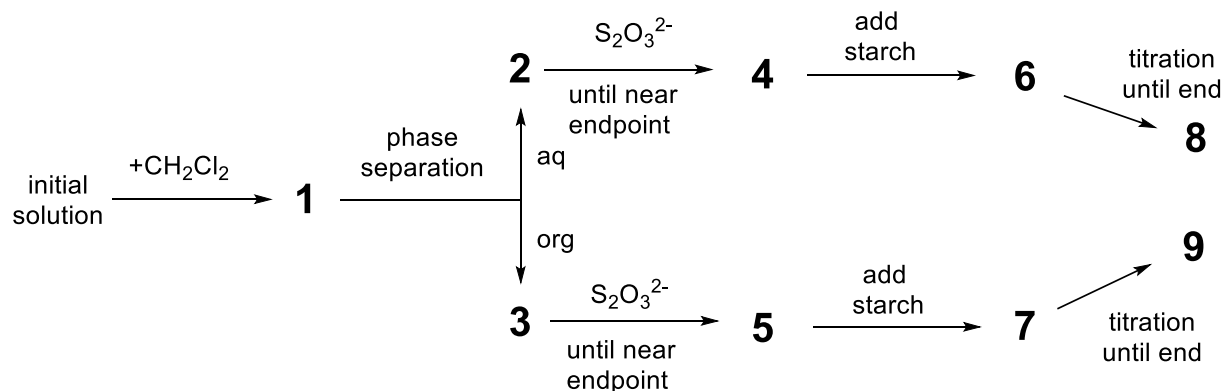 initial
solution
+CH₂Cl₂
1
phase
separation
aq
org
2
S₂O₃²⁻
until near
endpoint
4
add
starch
6
titration
until end
8
3
S₂O₃²⁻
until near
endpoint
5
add
starch
7
titration
until end
9